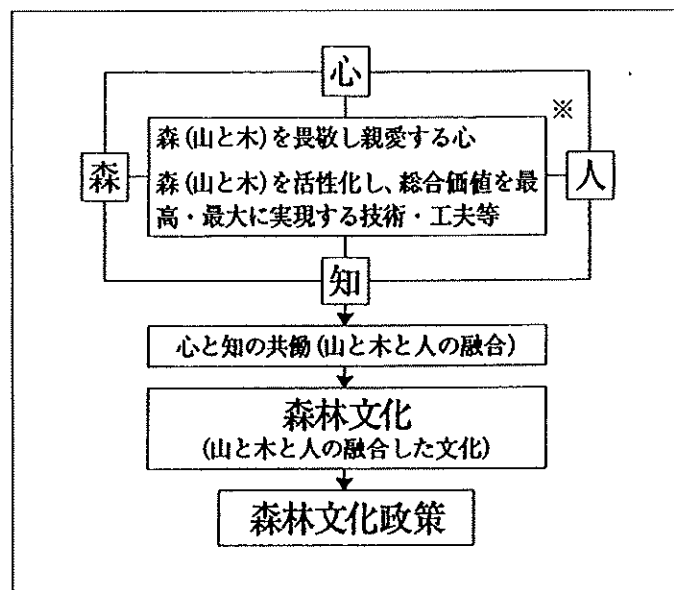 心
※
森(山と木)を畏敬し親愛する心
森
人
森(山と木)を活性化し、総合価値を最
高・最大に実現する技術・工夫等
知
心と知の共働(山と木と人の融合)
森林文化
(山と木と人の融合した文化)
森林文化政策